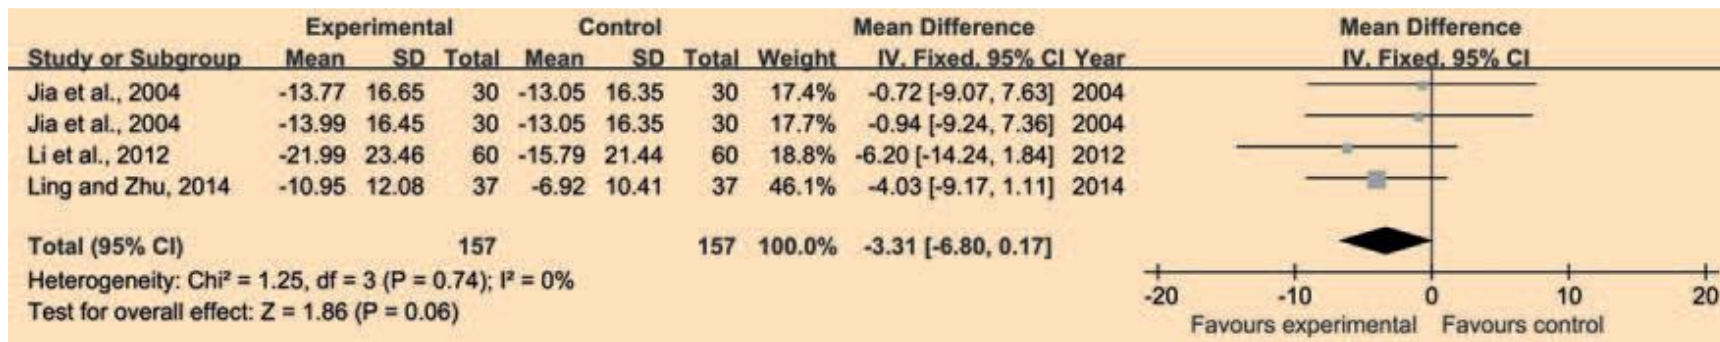 Experimental Control Mean Difference Mean Difference
Study or Subgroup Mean SD Total Mean SD Total Weight IV, Fixed, 95% CI Year IV, Fixed, 95% CI
Jia et al., 2004 -13.77 16.65 30 -13.05 16.35 30 17.4% -0.72 [-9.07, 7.63] 2004
Jia et al., 2004 -13.99 16.45 30 -13.05 16.35 30 17.7% -0.94 [-9.24, 7.36] 2004
Li et al., 2012 -21.99 23.46 60 -15.79 21.44 60 18.8% -6.20 [-14.24, 1.84] 2012
Ling and Zhu, 2014 -10.95 12.08 37 -6.92 10.41 37 46.1% -4.03 [-9.17, 1.11] 2014
Total (95% CI) 157 157 100.0% -3.31 [-6.80, 0.17]
Heterogeneity: Chi² = 1.25, df = 3 (P = 0.74); I² = 0%
Test for overall effect: Z = 1.86 (P = 0.06)
-20 -10 0 10 20
Favours experimental Favours control